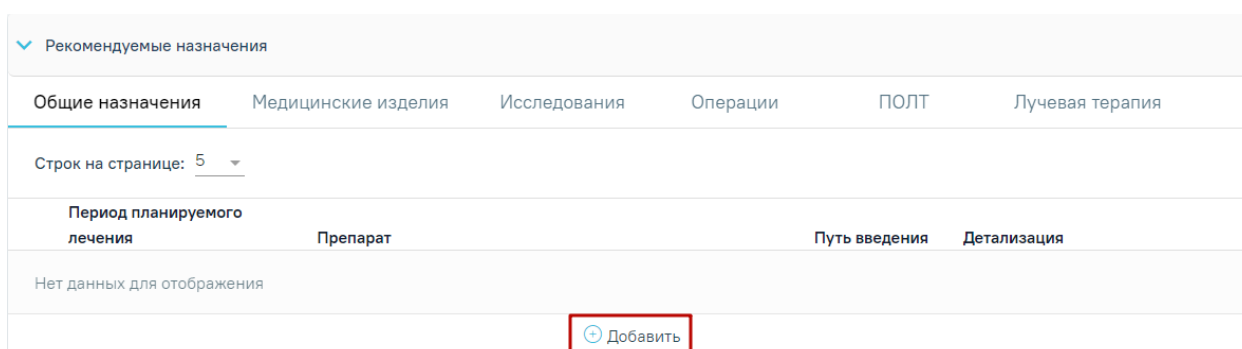 Рекомендуемые назначения
Общие назначения Медицинские изделия Исследования Операции ПОЛТ Лучевая терапия
Строк на странице: 5
Период планируемого
лечения Препарат Путь введения Детализация
Нет данных для отображения
Добавить